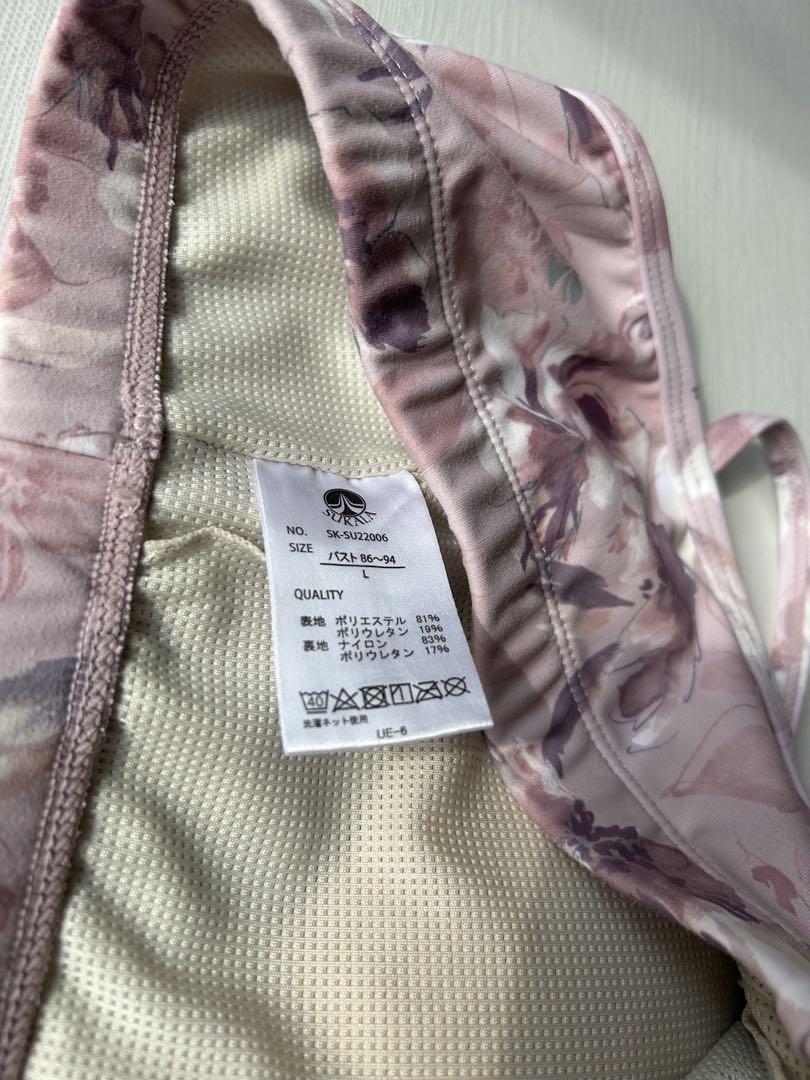 SUKALA
NO. SK-SU22006
SIZE バスト86～94
L
QUALITY
表地 ポリエステル 81%
ポリウレタン 19%
裏地 ナイロン 83%
ポリウレタン 17%
40 1
洗濯ネット使用
UE-6